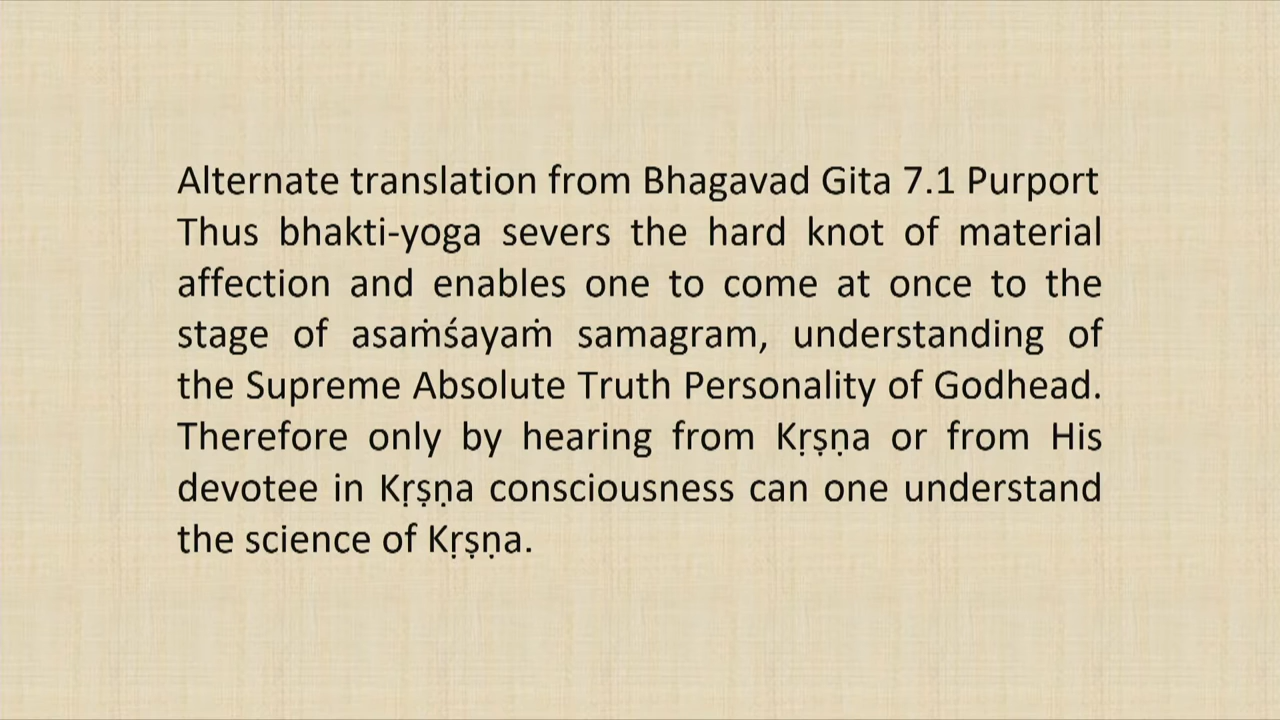 Alternate translation from Bhagavad Gita 7.1 Purport
Thus bhakti-yoga severs the hard knot of material
affection and enables one to come at once to the
stage of asaṁśayaṁ samagram, understanding of
the Supreme Absolute Truth Personality of Godhead.
Therefore only by hearing from Kṛṣṇa or from His
devotee in Kṛṣṇa consciousness can one understand
the science of Kṛṣṇa.